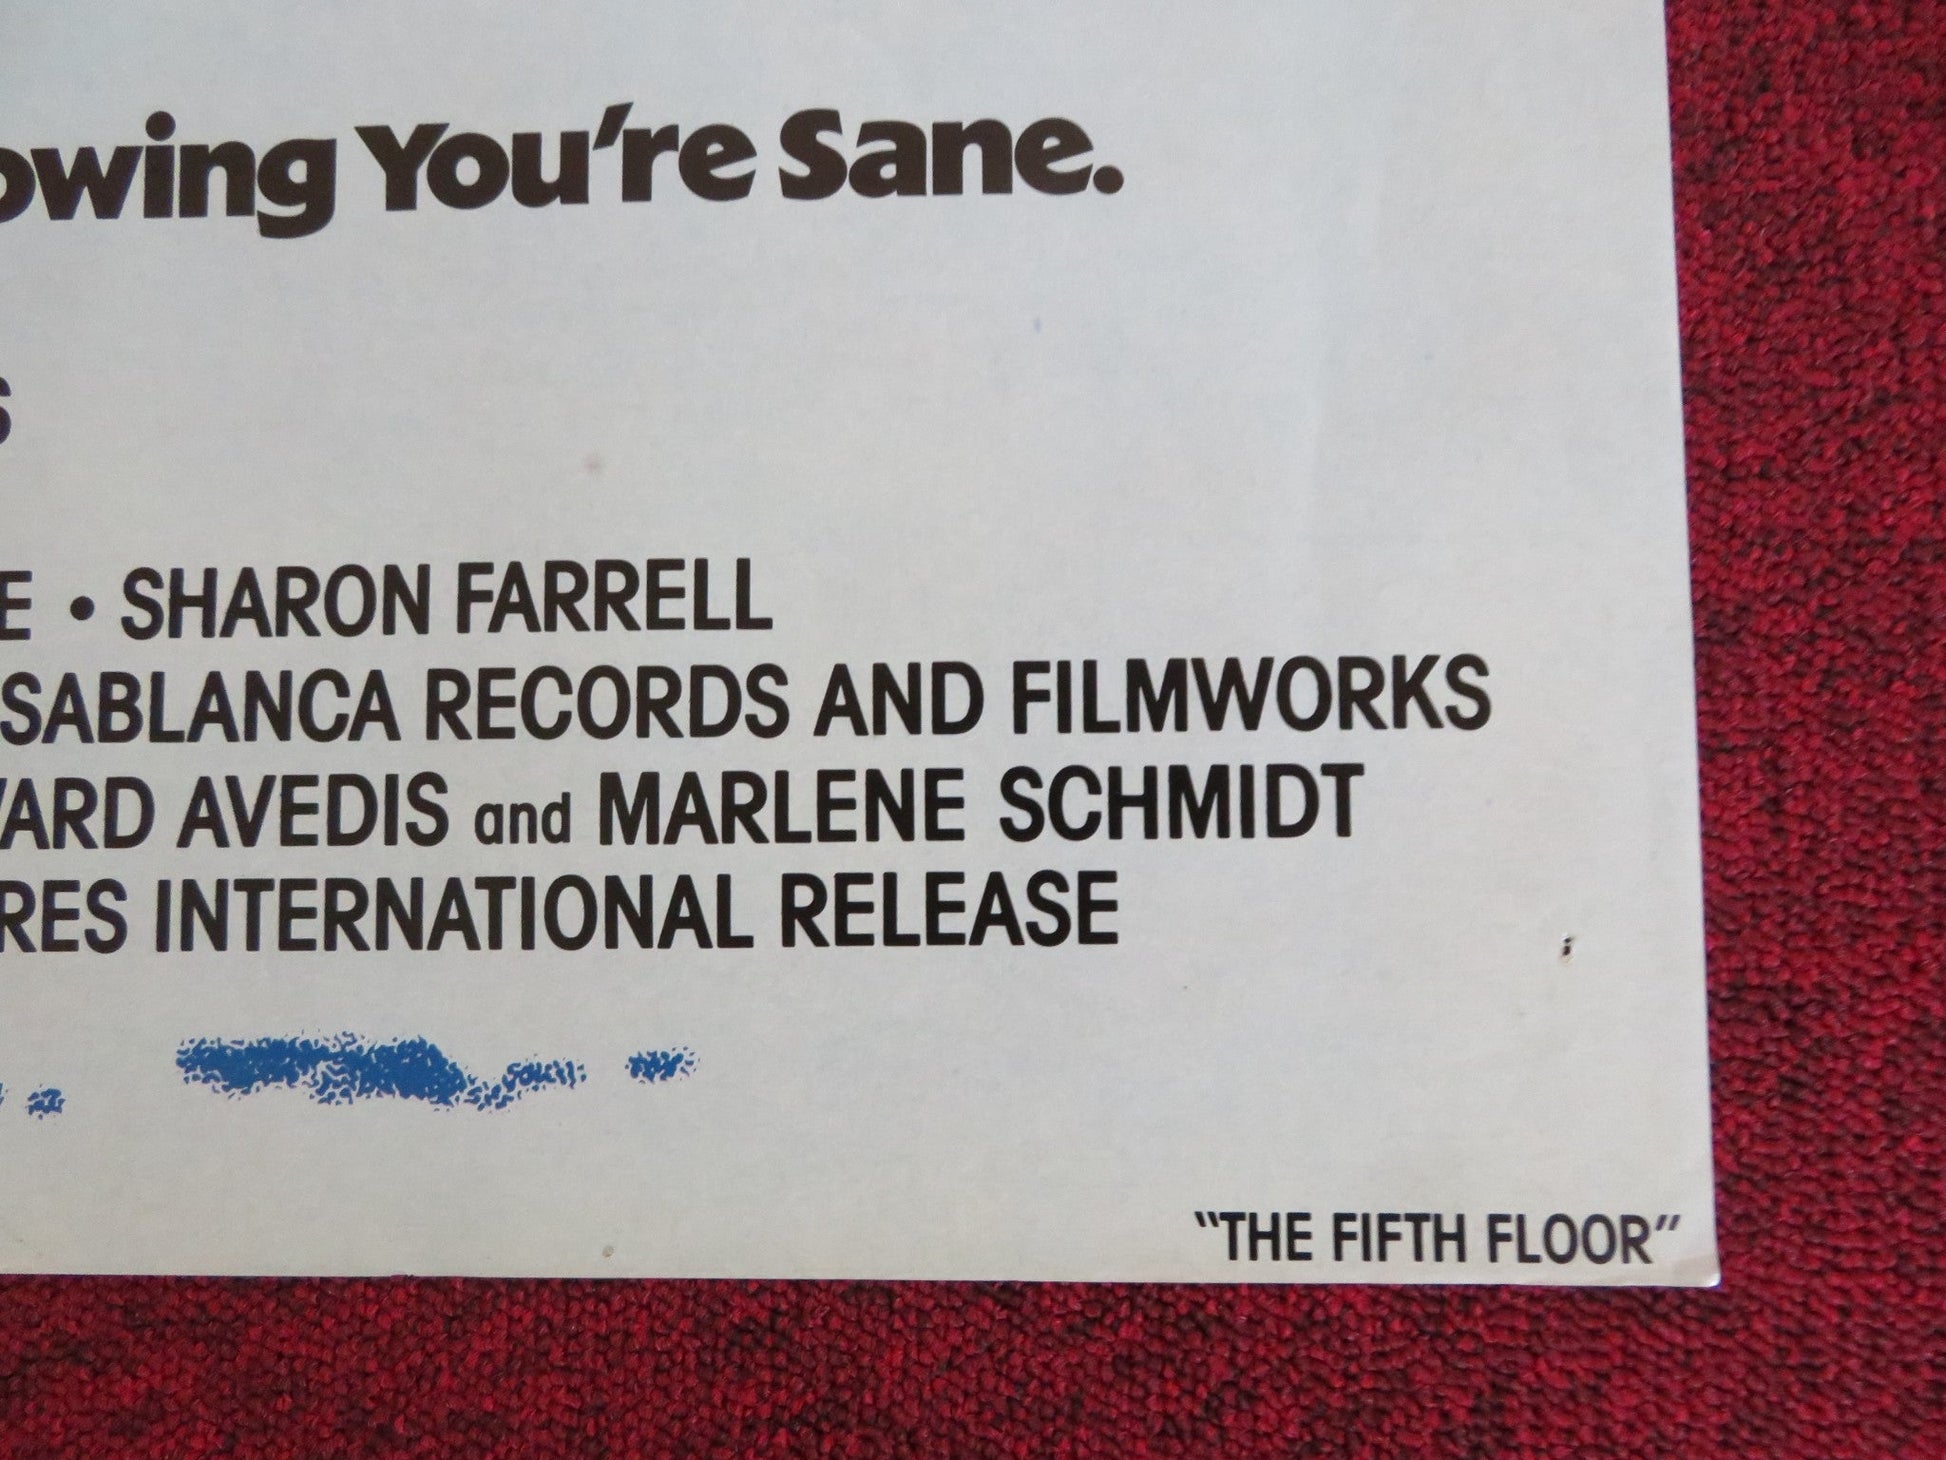 owing You're Sane.
S
E • SHARON FARRELL
SABLANCA RECORDS AND FILMWORKS
ARD AVEDIS and MARLENE SCHMIDT
RES INTERNATIONAL RELEASE
"THE FIFTH FLOOR"